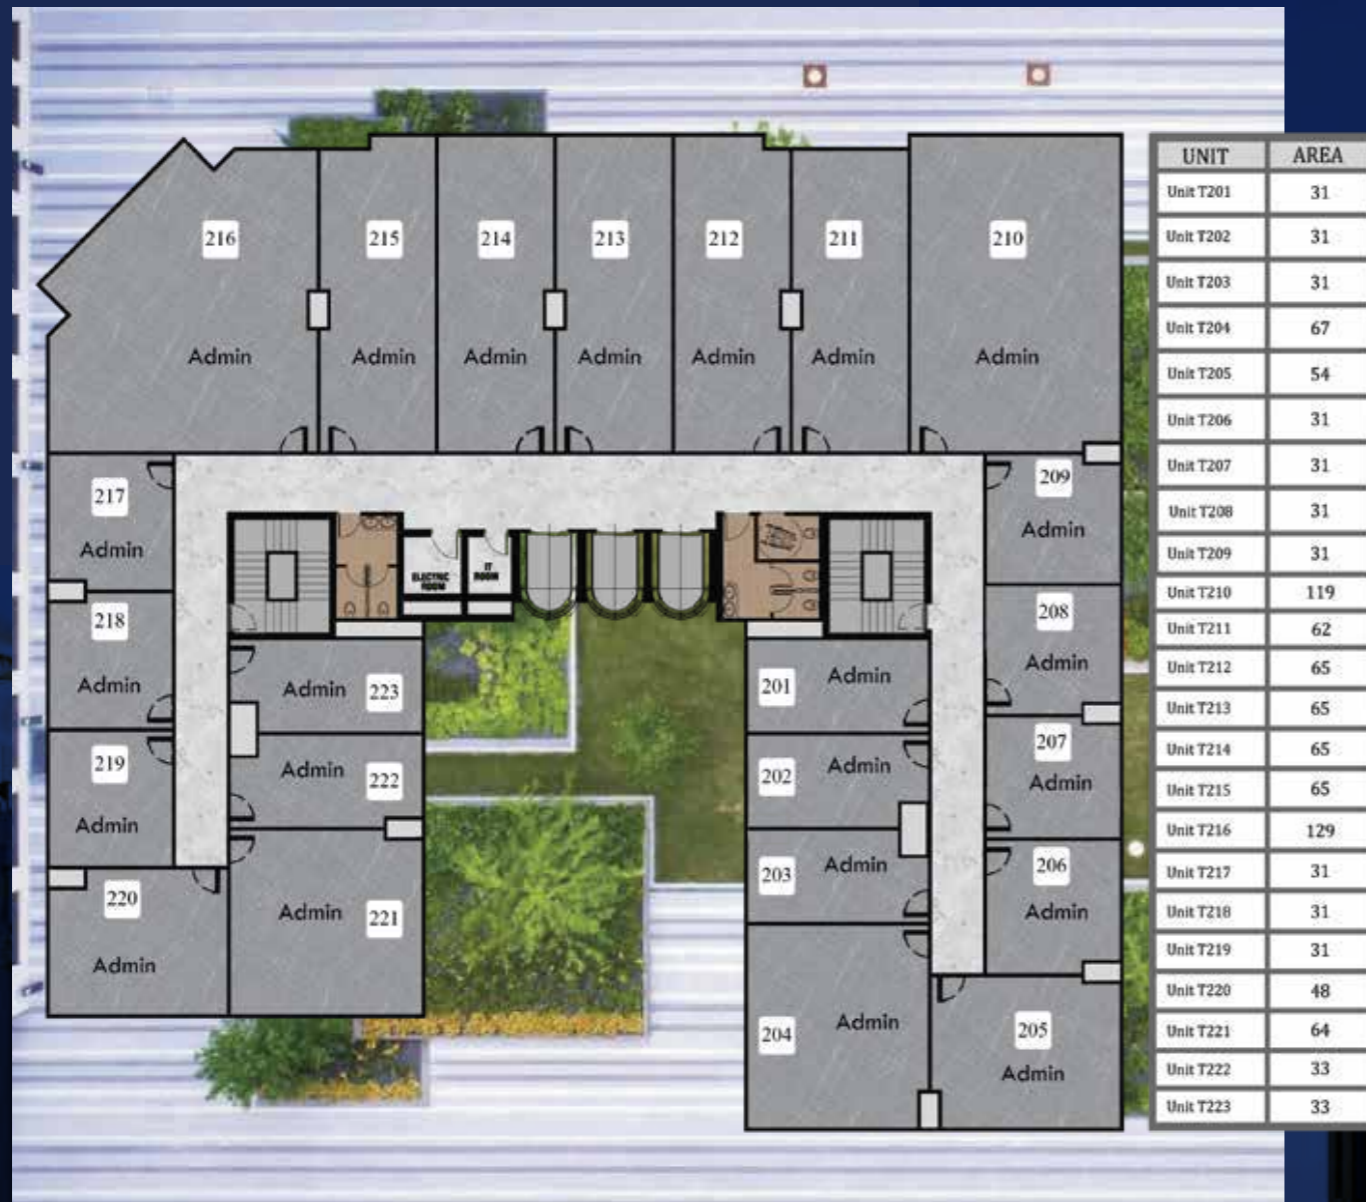 216
215
214
213
212
211
210
Admin
Admin
Admin
Admin
Admin
Admin
Admin
217
Admin
218
Admin
219
Admin
220
Admin
ELECTRIC
ROOM
IT
ROOM
Admin 223
Admin 222
Admin 221
201 Admin
202 Admin
203 Admin
204 Admin
209
Admin
208
Admin
207
Admin
206
Admin
205
Admin
UNIT AREA
Unit T201 31
Unit T202 31
Unit T203 31
Unit T204 67
Unit T205 54
Unit T206 31
Unit T207 31
Unit T208 31
Unit T209 31
Unit T210 119
Unit T211 62
Unit T212 65
Unit T213 65
Unit T214 65
Unit T215 65
Unit T216 129
Unit T217 31
Unit T218 31
Unit T219 31
Unit T220 48
Unit T221 64
Unit T222 33
Unit T223 33